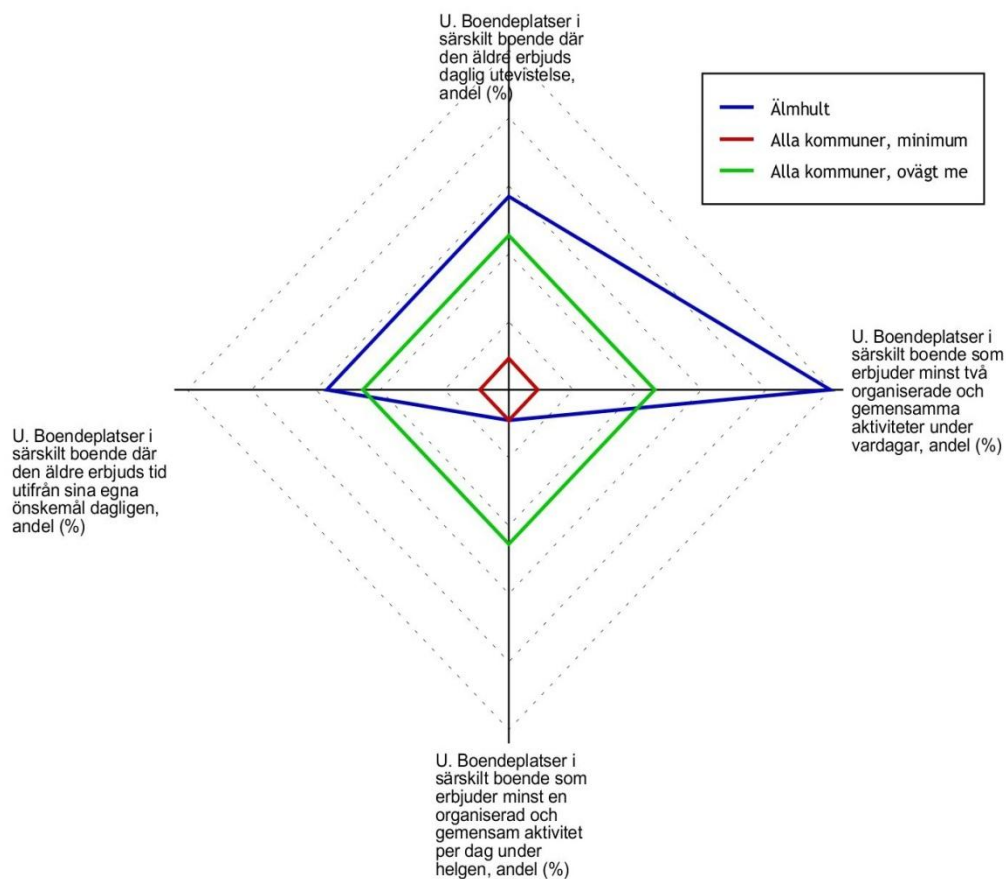 U. Boendeplatser i
särskilt boende där
den äldre erbjuds
daglig utevistelse,
andel (%)
Älmhult
Alla kommuner, minimum
Alla kommuner, ovägt me
U. Boendeplatser i
särskilt boende som
erbjuder minst två
organiserade och
gemensamma
aktiviteter under
vardagar, andel (%)
U. Boendeplatser i
särskilt boende där
den äldre erbjuds tid
utifrån sina egna
önskemål dagligen,
andel (%)
U. Boendeplatser i
särskilt boende som
erbjuder minst en
organiserad och
gemensam aktivitet
per dag under
helgen, andel (%)